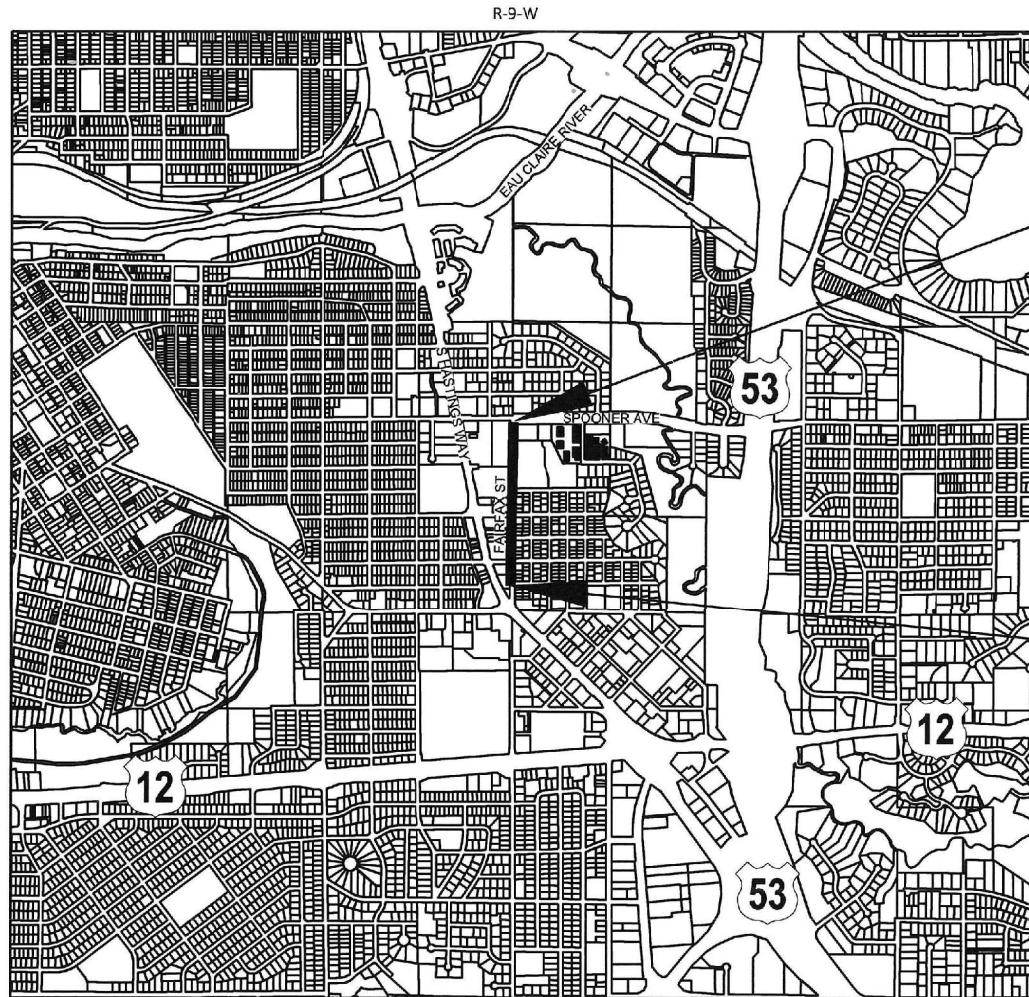 R-9-W
EAU CLAIRE RIVER
S HASTINGS WAY
53
SPOONER AVE
FAIRFAX ST
12
12
53